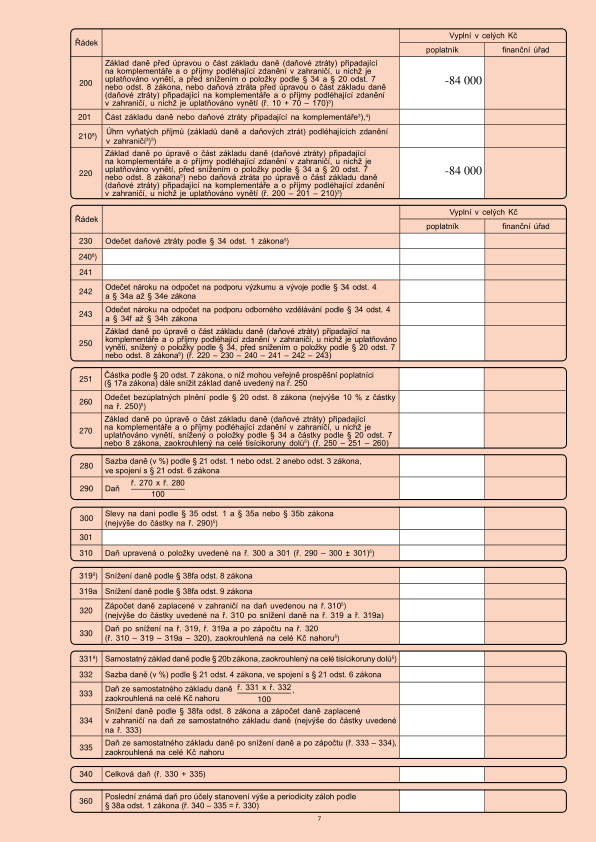 Řádek
Vyplní v celých Kč
poplatník
finanční úřad
200
Základ daně před úpravou o část základu daně (daňové ztráty) připadající
na komplementáře a o příjmy podléhající zdanění v zahraničí, u nichž je
uplatňováno vynětí, a před snížením o položky podle § 34 a § 20 odst. 7
nebo odst. 8 zákona, nebo daňová ztráta před úpravou o část základu daně
(daňové ztráty) připadající na komplementáře a o příjmy podléhající zdanění
v zahraničí, u nichž je uplatňováno vynětí (ř. 10 + 70 – 170)³)
-84 000
201
Část základu daně nebo daňové ztráty připadající na komplementáře³),⁴)
210⁶)
Úhrn vyňatých příjmů (základů daně a daňových ztrát) podléhajících zdanění
v zahraničí³)⁵)
220
Základ daně po úpravě o část základu daně (daňové ztráty) připadající
na komplementáře a o příjmy podléhající zdanění v zahraničí, u nichž je
uplatňováno vynětí, před snížením o položky podle § 34 a § 20 odst. 7
nebo odst. 8 zákona⁵) nebo daňová ztráta po úpravě o část základu daně
(daňové ztráty) připadající na komplementáře a o příjmy podléhající zdanění
v zahraničí, u nichž je uplatňováno vynětí (ř. 200 – 201 – 210)³)
-84 000
Řádek
Vyplní v celých Kč
poplatník
finanční úřad
230
Odečet daňové ztráty podle § 34 odst. 1 zákona⁵)
240⁵)
241
242
Odečet nároku na odpočet na podporu výzkumu a vývoje podle § 34 odst. 4
a § 34a až § 34e zákona
243
Odečet nároku na odpočet na podporu odborného vzdělávání podle § 34 odst. 4
a § 34f až § 34h zákona
250
Základ daně po úpravě o část základu daně (daňové ztráty) připadající na
komplementáře a o příjmy podléhající zdanění v zahraničí, u nichž je uplatňováno
vynětí, snížený o položky podle § 34, před snížením o položky podle § 20 odst. 7
nebo odst. 8 zákona⁵) (ř. 220 – 230 – 240 – 241 – 242 – 243)
251
Částka podle § 20 odst. 7 zákona, o níž mohou veřejně prospěšní poplatníci
(§ 17a zákona) dále snížit základ daně uvedený na ř. 250
260
Odečet bezúplatných plnění podle § 20 odst. 8 zákona (nejvýše 10 % z částky
na ř. 250)⁵)
270
Základ daně po úpravě o část základu daně (daňové ztráty) připadající
na komplementáře a o příjmy podléhající zdanění v zahraničí, u nichž je
uplatňováno vynětí, snížený o položky podle § 34 a částky podle § 20 odst. 7
nebo 8 zákona, zaokrouhlený na celé tisícikoruny dolů⁵) (ř. 250 – 251 – 260)
280
Sazba daně (v %) podle § 21 odst. 1 nebo odst. 2 anebo odst. 3 zákona,
ve spojení s § 21 odst. 6 zákona
290
Daň ř. 270 x ř. 280
100
300
Slevy na dani podle § 35 odst. 1 a § 35a nebo § 35b zákona
(nejvýše do částky na ř. 290)⁵)
301
310
Daň upravená o položky uvedené na ř. 300 a 301 (ř. 290 – 300 ± 301)⁵)
319⁸)
Snížení daně podle § 38fa odst. 8 zákona
319a
Snížení daně podle § 38fa odst. 9 zákona
320
Zápočet daně zaplacené v zahraničí na daň uvedenou na ř. 310⁵)
(nejvýše do částky uvedené na ř. 310 po snížení daně na ř. 319 a ř. 319a)
330
Daň po snížení na ř. 319, ř. 319a a po zápočtu na ř. 320
(ř. 310 – 319 – 319a – 320), zaokrouhlená na celé Kč nahoru⁵)
331⁸)
Samostatný základ daně podle § 20b zákona, zaokrouhlený na celé tisícikoruny dolů⁵)
332
Sazba daně (v %) podle § 21 odst. 4 zákona, ve spojení s § 21 odst. 6 zákona
333
Daň ze samostatného základu daně ř. 331 x ř. 332,
zaokrouhlená na celé Kč nahoru 100
334
Snížení daně podle § 38fa odst. 8 zákona a zápočet daně zaplacené
v zahraničí na daň ze samostatného základu daně (nejvýše do částky uvedené
na ř. 333)
335
Daň ze samostatného základu daně po snížení daně a po zápočtu (ř. 333 – 334),
zaokrouhlená na celé Kč nahoru
340
Celková daň (ř. 330 + 335)
360
Poslední známá daň pro účely stanovení výše a periodicity záloh podle
§ 38a odst. 1 zákona (ř. 340 – 335 = ř. 330)
7